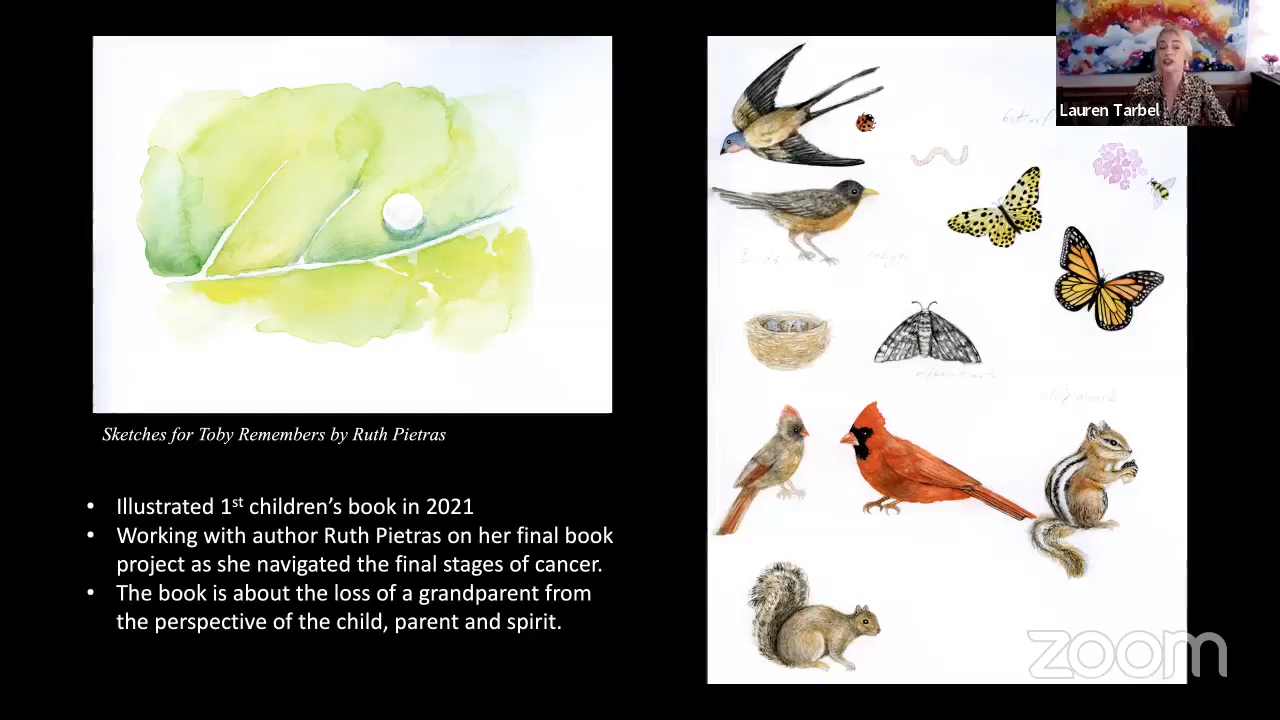 Lauren Tarbel
Sketches for Toby Remembers by Ruth Pietras
• Illustrated 1st children’s book in 2021
• Working with author Ruth Pietras on her final book
project as she navigated the final stages of cancer.
• The book is about the loss of a grandparent from
the perspective of the child, parent and spirit.
zoom